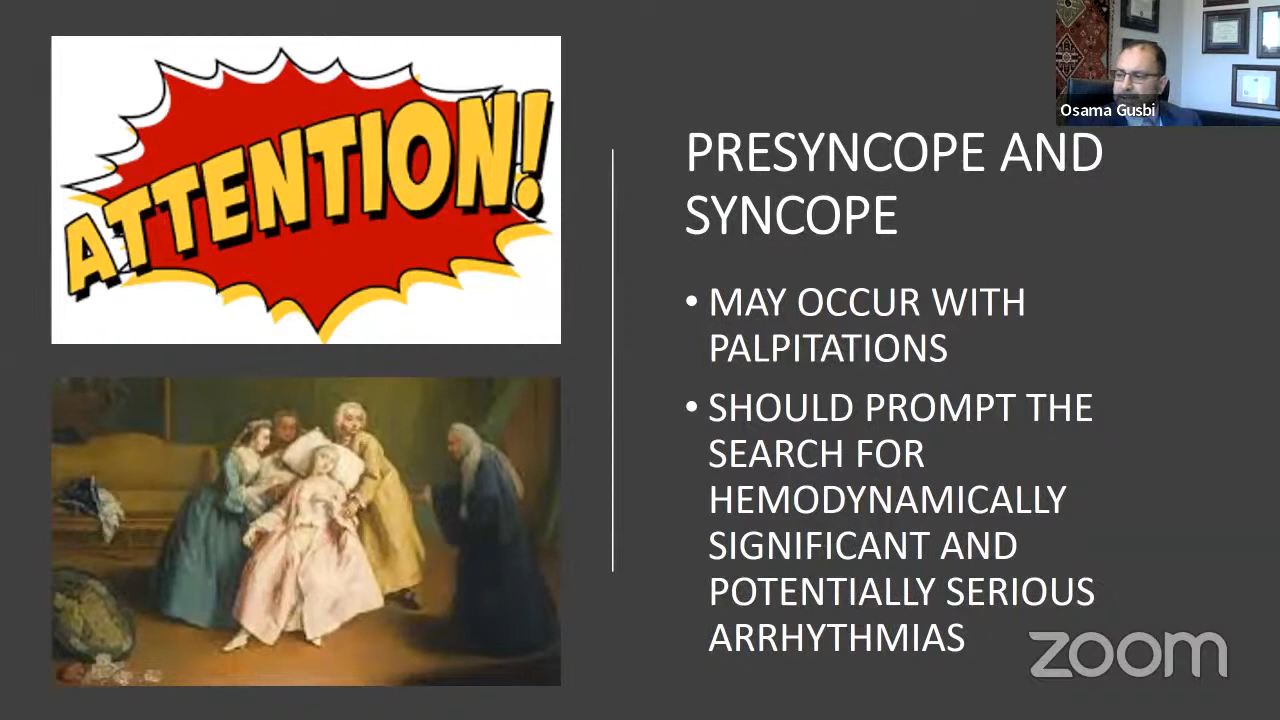 ATTENTION!
Osama Gusbi
PRESYNCOPE AND
SYNCOPE
• MAY OCCUR WITH
PALPITATIONS
• SHOULD PROMPT THE
SEARCH FOR
HEMODYNAMICALLY
SIGNIFICANT AND
POTENTIALLY SERIOUS
ARRHYTHMIAS
zoom